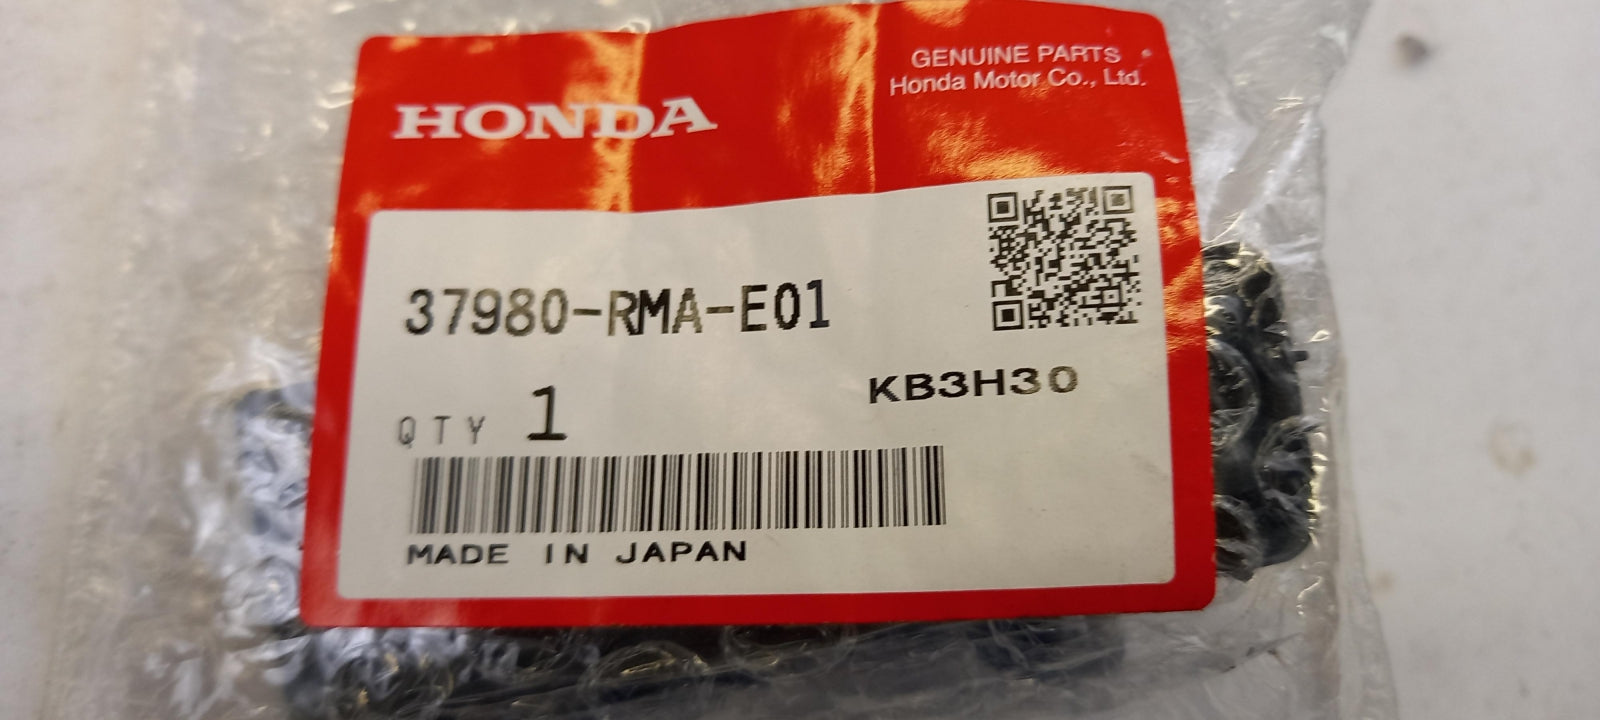 GENUINE PARTS
Honda Motor Co., Ltd.
HONDA
37980-RMA-E01
KB3H30
QTY 1
MADE IN JAPAN